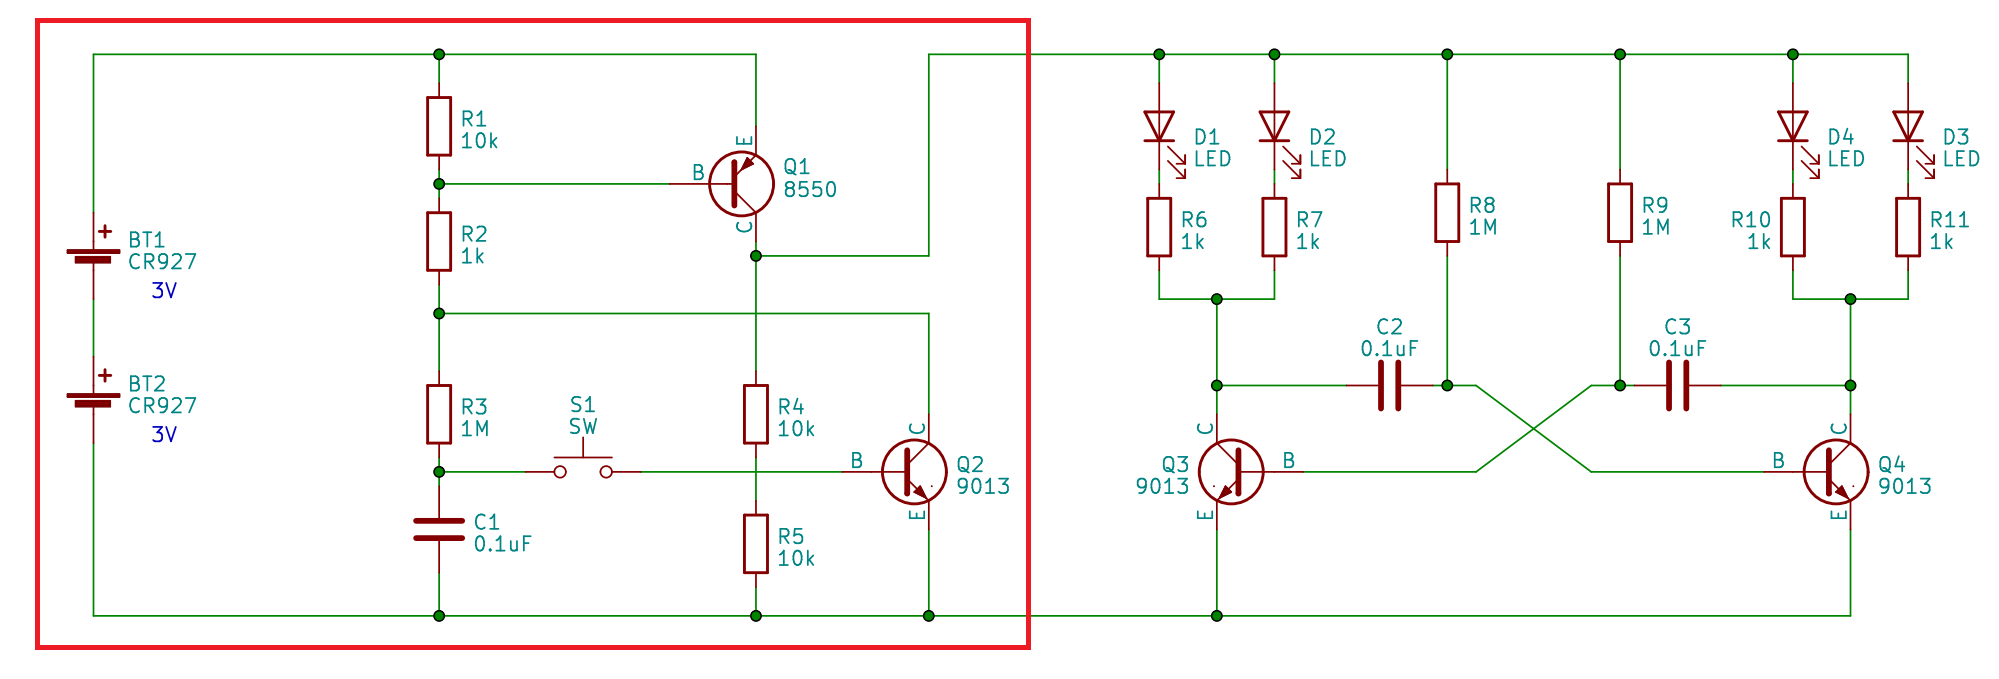 BT1
CR927
3V
BT2
CR927
3V
R1
10k
R2
1k
R3
1M
C1
0.1uF
S1
SW
E
B
C
Q1
8550
R4
10k
R5
10k
C
B
E
Q2
9013
D1
LED
R6
1k
D2
LED
R7
1k
C2
0.1uF
R8
1M
R9
1M
C3
0.1uF
D4
LED
R10
1k
D3
LED
R11
1k
C
B
E
Q3
9013
C
B
E
Q4
9013